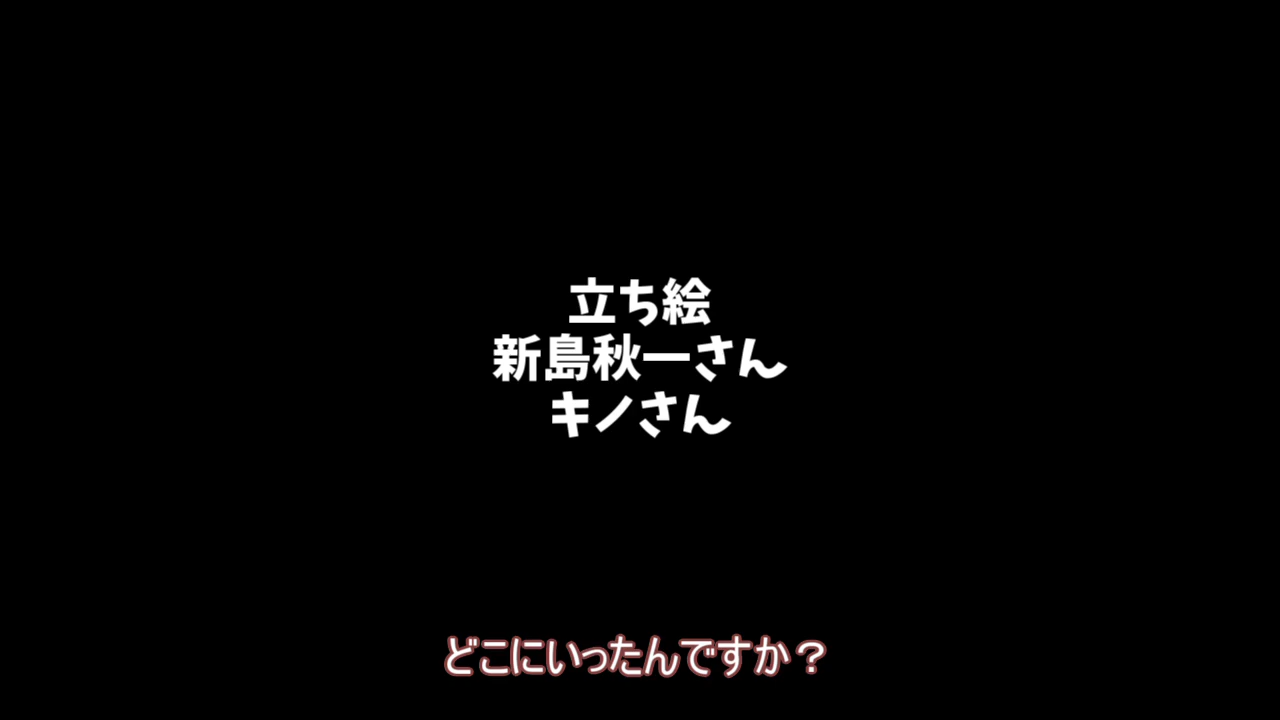 立ち絵
新島秋一さん
キノさん
どこにいったんですか？